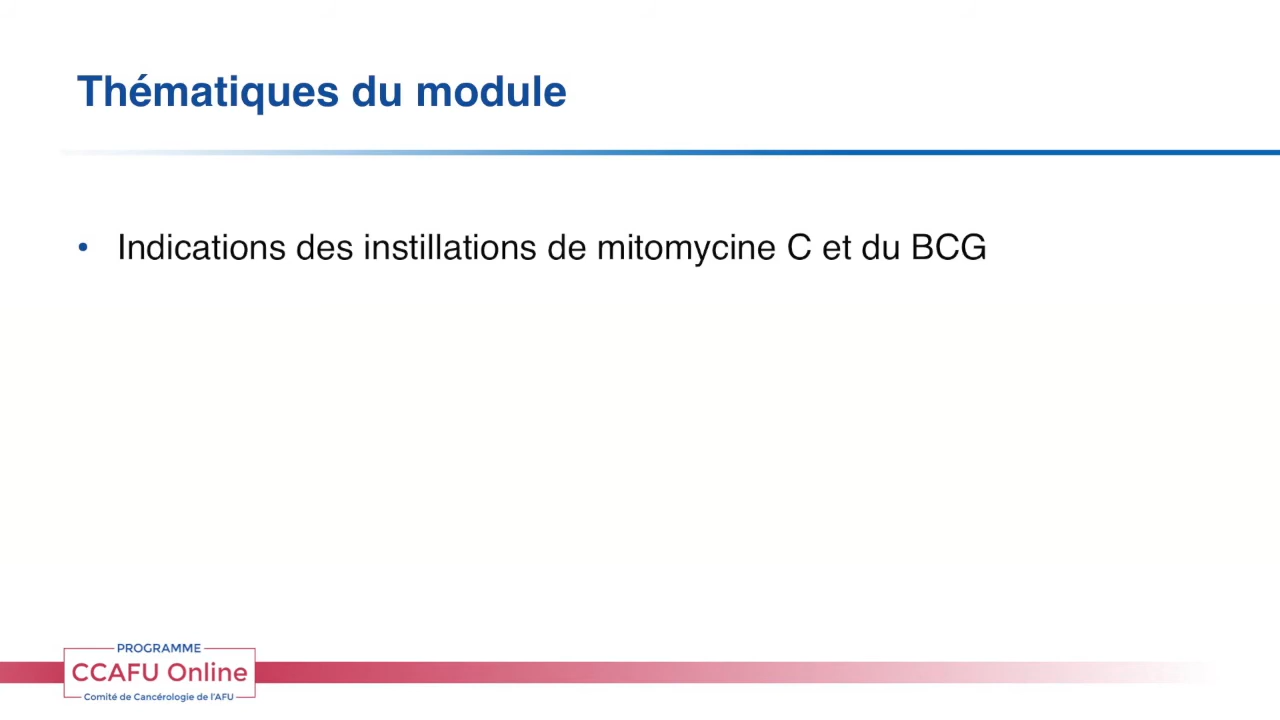 Thématiques du module
• Indications des instillations de mitomycine C et du BCG
PROGRAMME
CCAFU Online
Comité de Cancérologie de l'AFU